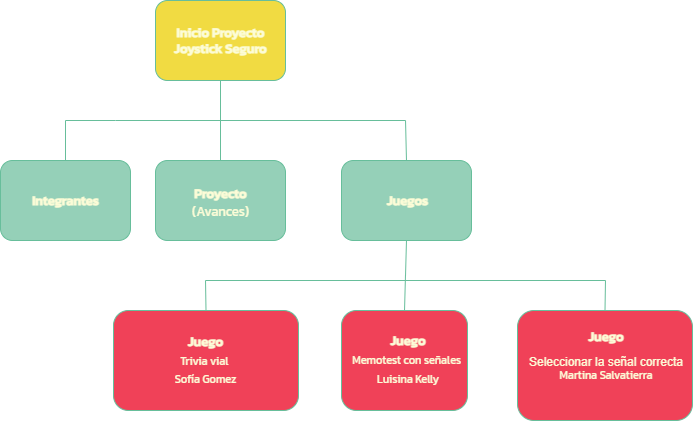 Inicio Proyecto
Joystick Seguro
Integrantes
Proyecto
(Avances)
Juegos
Juego
Trivia vial
Sofía Gomez
Juego
Memotest con señales
Luisina Kelly
Juego
Seleccionar la señal correcta
Martina Salvatierra